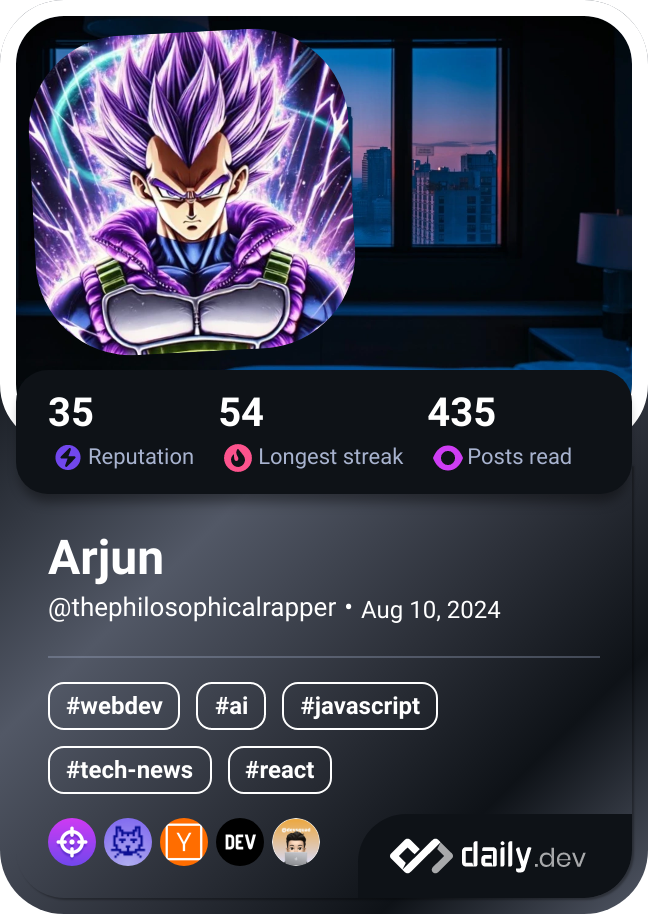 35 54 435
Reputation Longest streak Posts read
Arjun
@thephilosophicalrapper • Aug 10, 2024
#webdev #ai #javascript
#tech-news #react
Y DEV
daily.dev